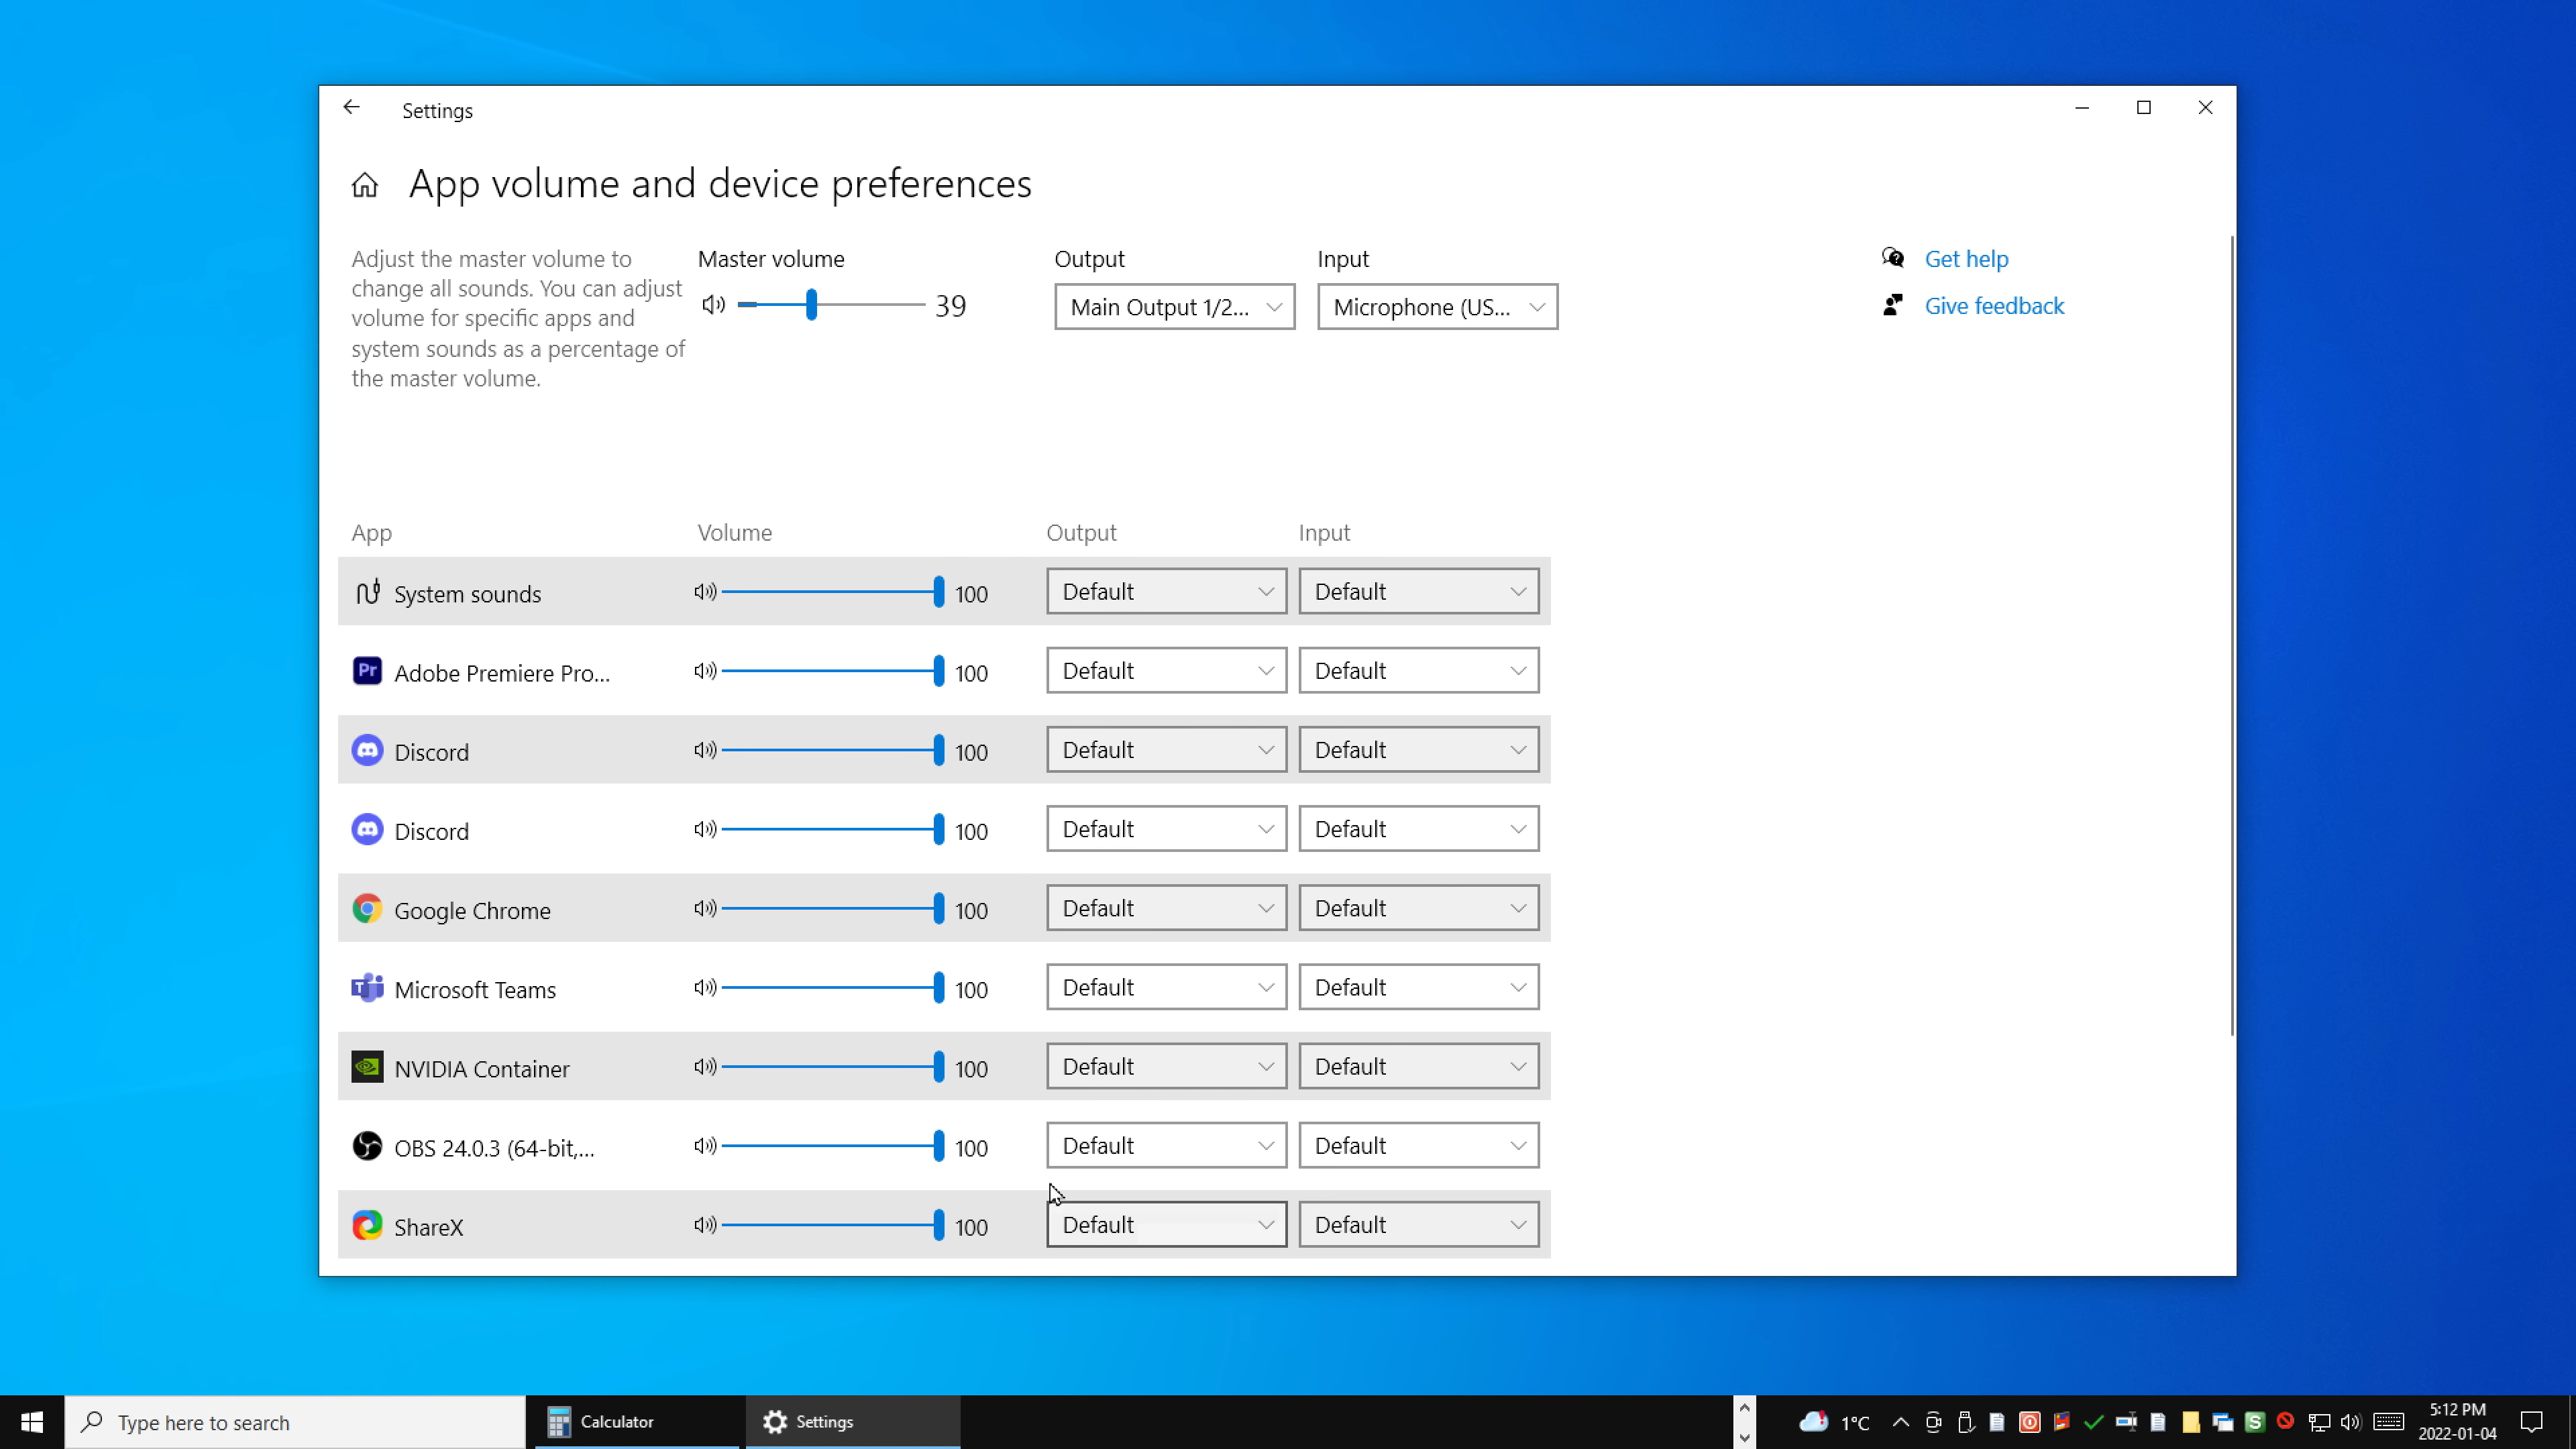 Settings
App volume and device preferences
Adjust the master volume to
change all sounds. You can adjust
volume for specific apps and
system sounds as a percentage of
the master volume.
Master volume
39
Output
Main Output 1/2...
Input
Microphone (US...
Get help
Give feedback
App Volume Output Input
System sounds 100 Default Default
Adobe Premiere Pro... 100 Default Default
Discord 100 Default Default
Discord 100 Default Default
Google Chrome 100 Default Default
Microsoft Teams 100 Default Default
NVIDIA Container 100 Default Default
OBS 24.0.3 (64-bit,... 100 Default Default
ShareX 100 Default Default
Type here to search
Calculator
Settings
1°C
5:12 PM
2022-01-04